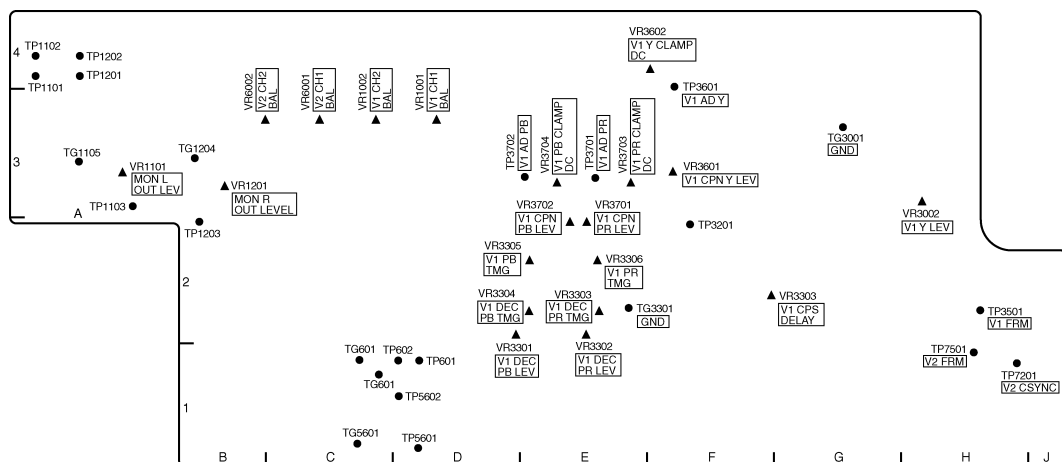 4
TP1102
TP1202
TP1101
TP1201
VR6002
V2 CH2
BAL
VR6001
V2 CH1
BAL
VR1002
V1 CH2
BAL
VR1001
V1 CH1
BAL
VR3602
V1 Y CLAMP
DC
TP3601
V1 AD Y
3
TG1105
VR1101
MON L
OUT LEV
TP1103
A
TG1204
VR1201
MON R
OUT LEVEL
TP1203
TP3702
V1 AD PB
VR3704
V1 PB CLAMP
DC
TP3701
V1 AD PR
VR3703
V1 PR CLAMP
DC
VR3601
V1 CPN Y LEV
TG3001
GND
VR3702
V1 CPN
PB LEV
VR3701
V1 CPN
PR LEV
TP3201
VR3002
V1 Y LEV
2
VR3305
V1 PB
TMG
VR3306
V1 PR
TMG
VR3304
V1 DEC
PB TMG
VR3303
V1 DEC
PR TMG
TG3301
GND
VR3303
V1 CPS
DELAY
TP3501
V1 FRM
VR3301
V1 DEC
PB LEV
VR3302
V1 DEC
PR LEV
TP7501
V2 FRM
TP7201
V2 CSYNC
1
TG601
TP602
TP601
TG601
TP5602
TG5601
TP5601
B
C
D
E
F
G
H
J